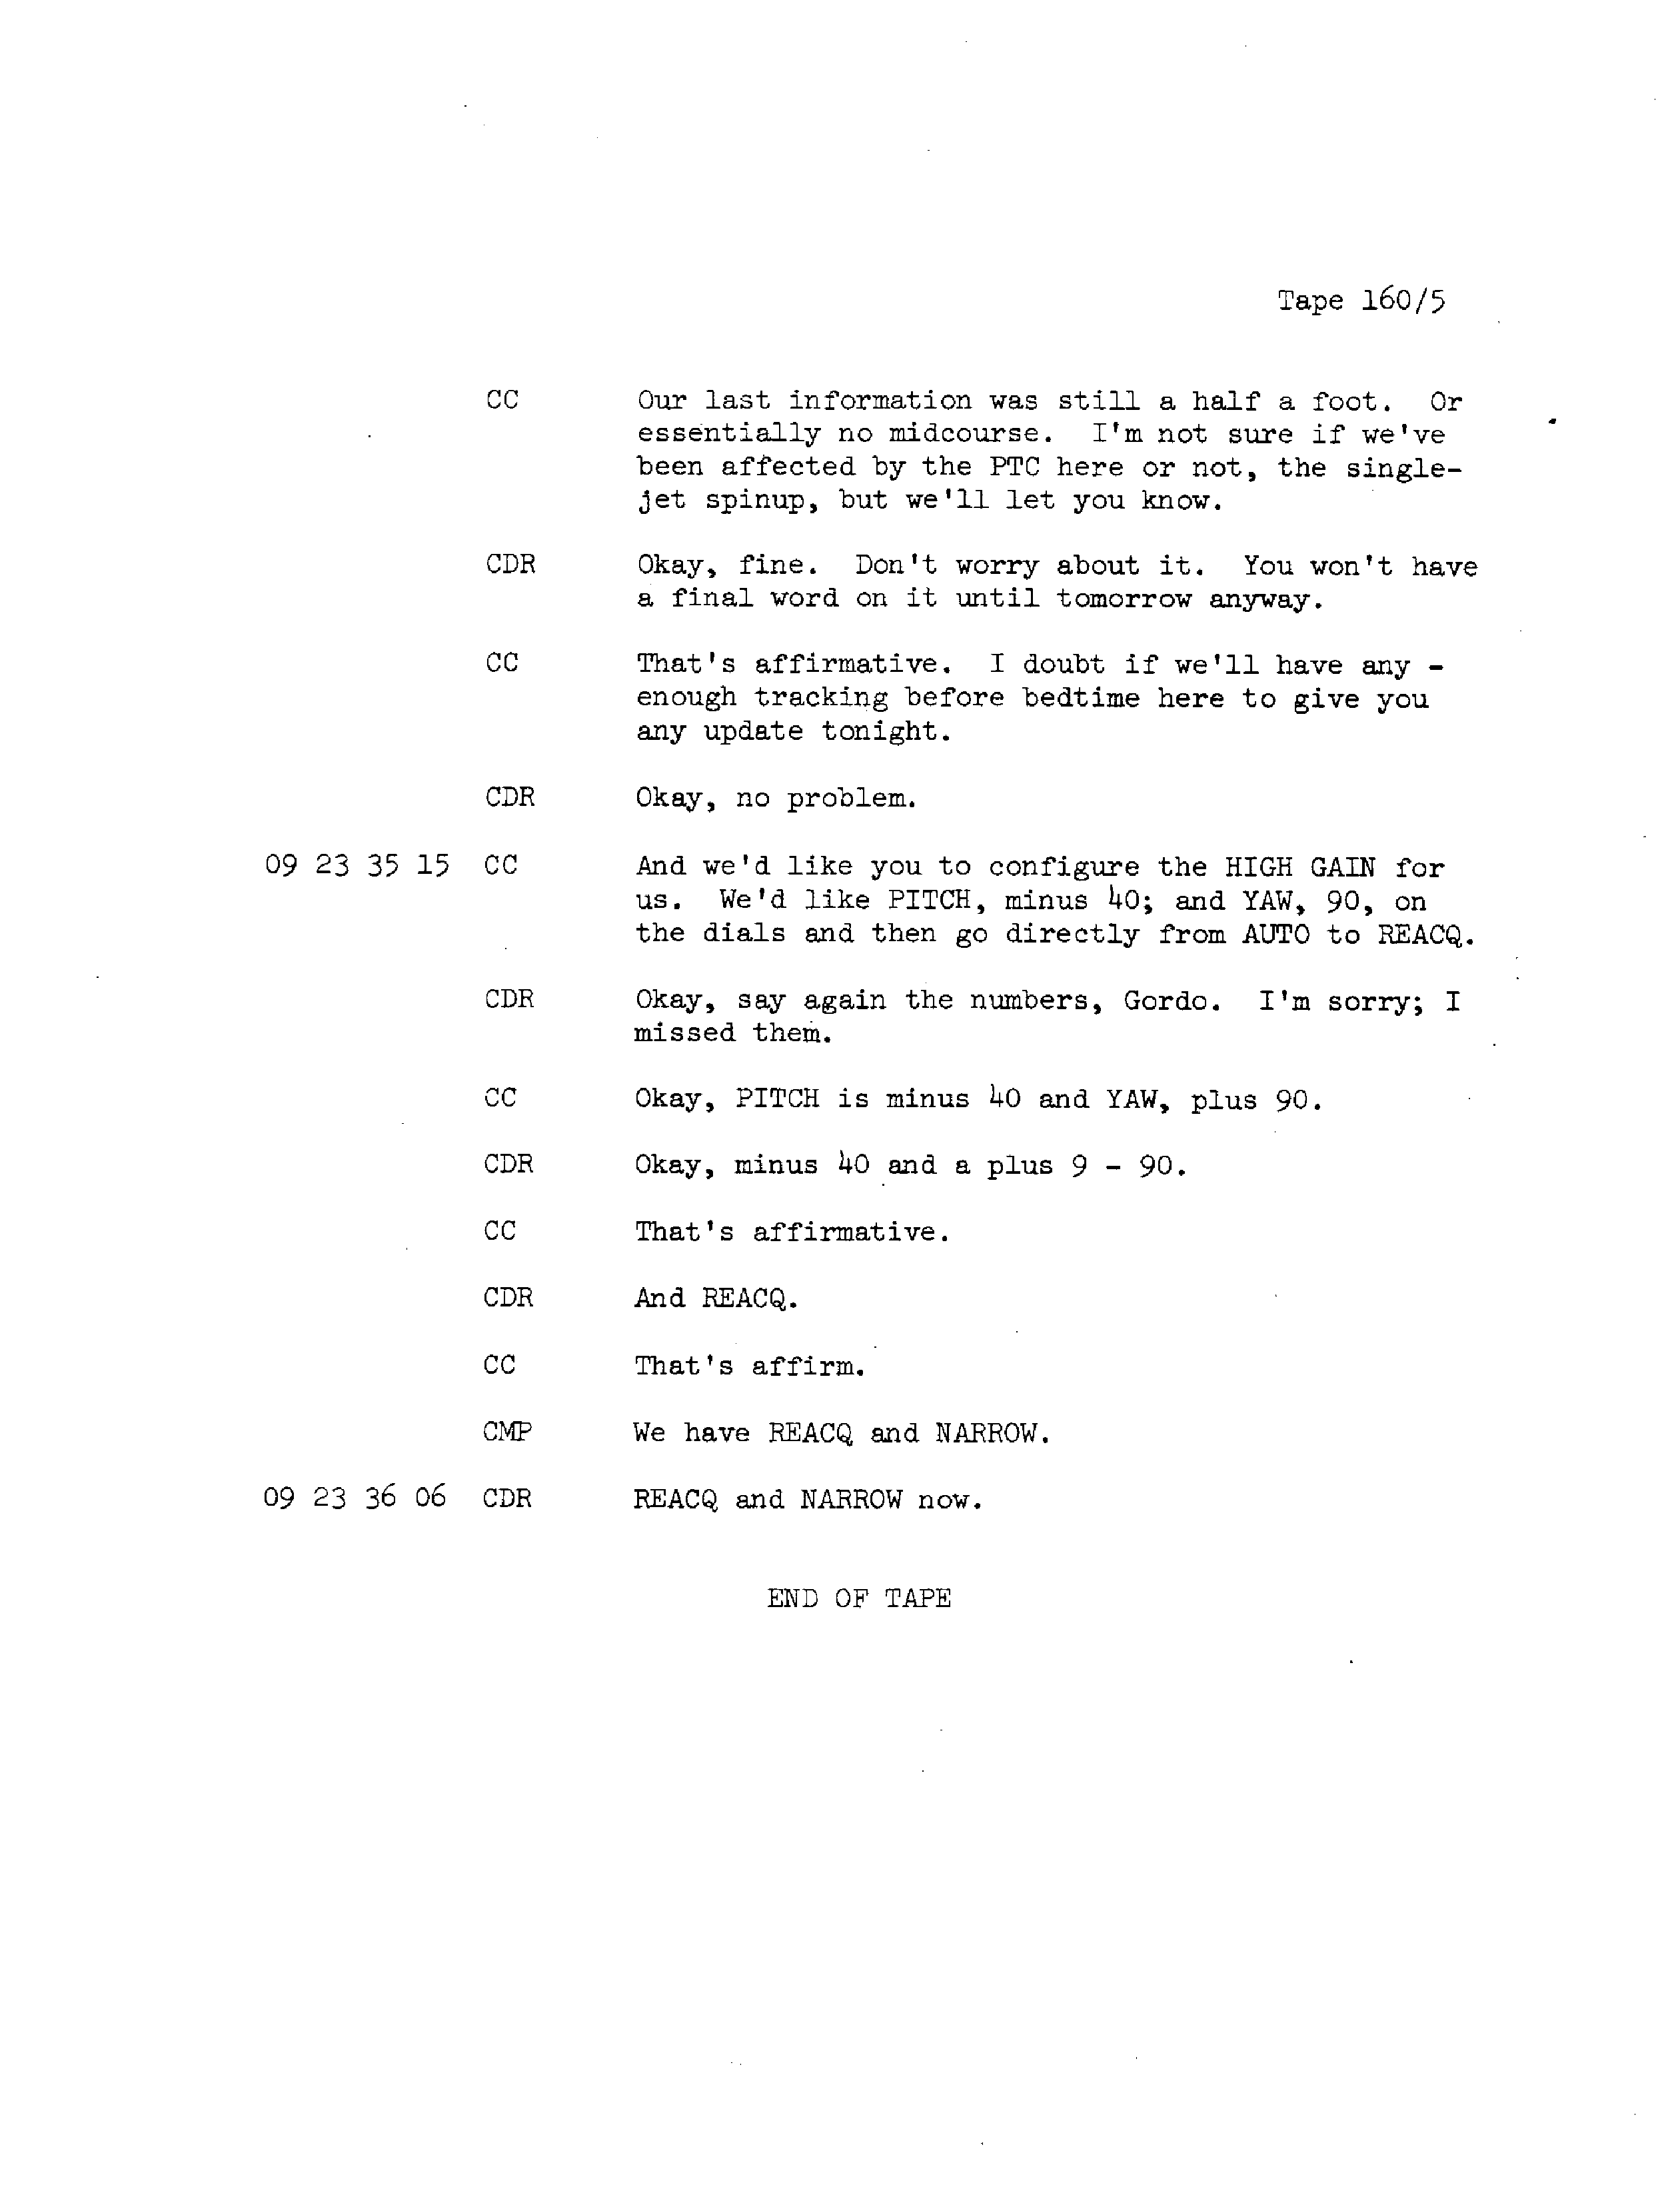 Tape 160/5
CC Our last information was still a half a foot. Or
essentially no midcourse. I'm not sure if we've
been affected by the PTC here or not, the single-
jet spinup, but we'll let you know.
CDR Okay, fine. Don't worry about it. You won't have
a final word on it until tomorrow anyway.
CC That's affirmative. I doubt if we'll have any -
enough tracking before bedtime here to give you
any update tonight.
CDR Okay, no problem.
09 23 35 15 CC And we'd like you to configure the HIGH GAIN for
us. We'd like PITCH, minus 40; and YAW, 90, on
the dials and then go directly from AUTO to REACQ.
CDR Okay, say again the numbers, Gordo. I'm sorry; I
missed them.
CC Okay, PITCH is minus 40 and YAW, plus 90.
CDR Okay, minus 40 and a plus 9 - 90.
CC That's affirmative.
CDR And REACQ.
CC That's affirm.
CMP We have REACQ and NARROW.
09 23 36 06 CDR REACQ and NARROW now.
END OF TAPE